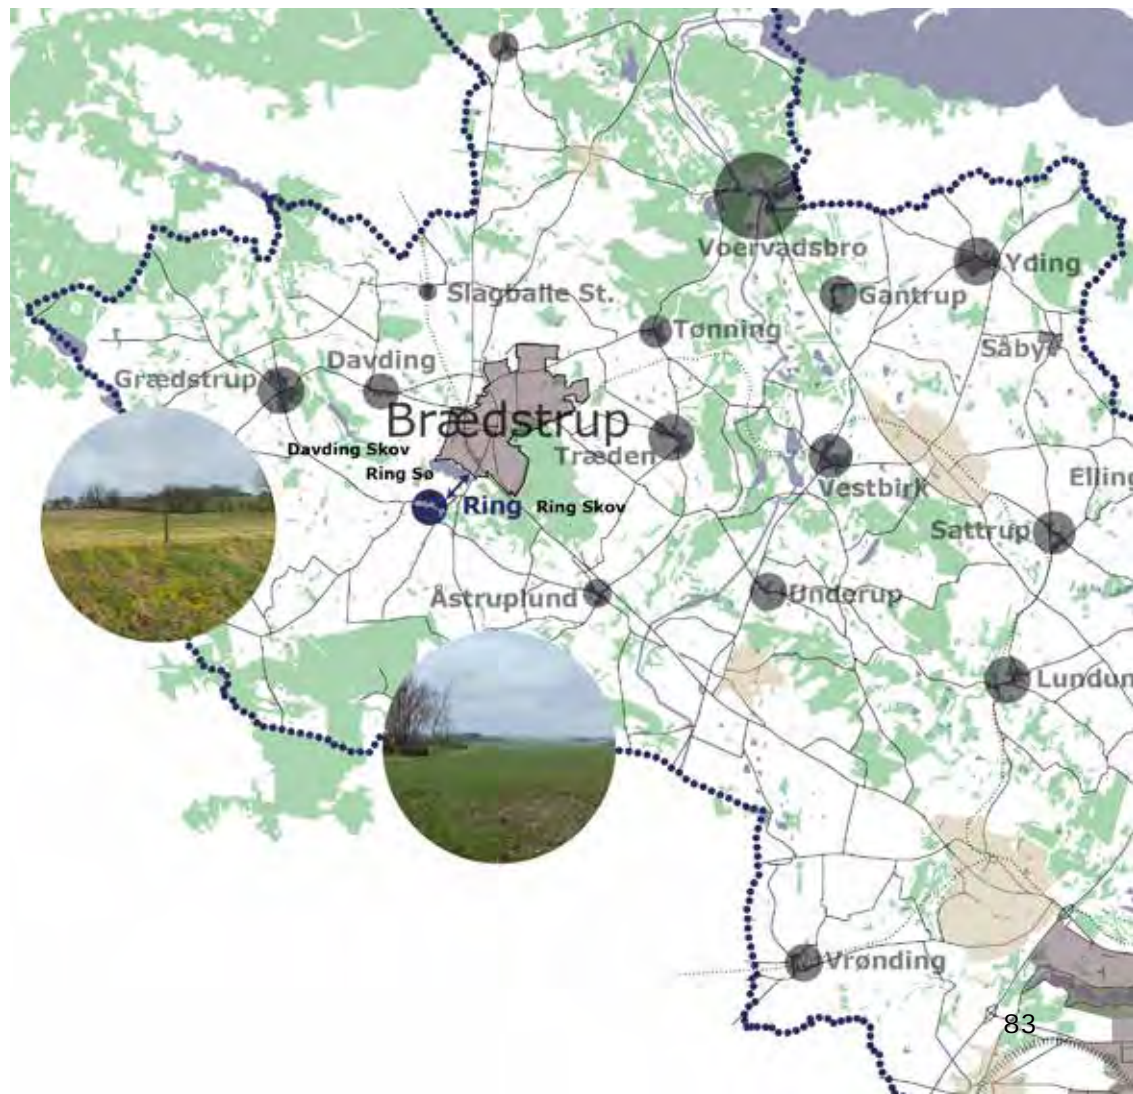 Voervadsbro
Yding
Slagballe St.
Gantrup
Tønning
Såby
Davding
Grædstrup
Brædstrup
Davding Skov
Træden
Ring Sø
Vestbirk
Elling
Ring
Ring Skov
Sattrup
Åstruplund
Underup
Lundum
Vrønding
83